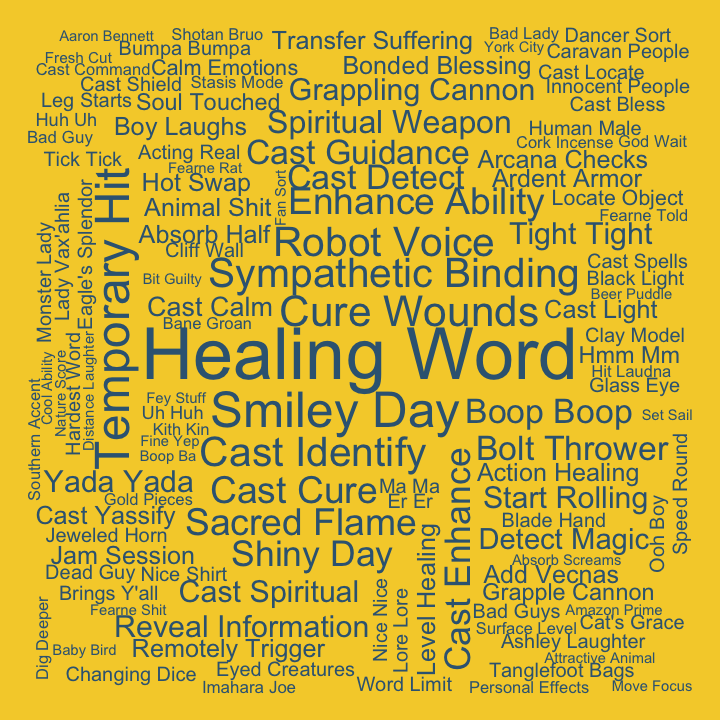 Aaron Bennett
Shotan Bruo
Transfer Suffering
Bad Lady
Dancer Sort
Bumpa Bumpa
York City
Caravan People
Fresh Cut
Cast Command
Calm Emotions
Bonded Blessing
Cast Locate
Cast Shield
Stasis Mode
Grappling Cannon
Innocent People
Leg Starts
Soul Touched
Cast Bless
Huh Uh
Boy Laughs
Spiritual Weapon
Human Male
Bad Guy
Cork Incense
God Wait
Tick Tick
Acting Real
Cast Guidance
Arcana Checks
Fearne Rat
Hot Swap
Fan Sort
Cast Detect
Ardent Armor
Animal Shit
Enhance Ability
Locate Object
Fearne Told
Absorb Half
Robot Voice
Tight Tight
Cliff Wall
Cast Spells
Bit Guilty
Sympathetic Binding
Black Light
Beer Puddle
Cast Calm
Cure Wounds
Cast Light
Bane Groan
Monster Lady
Lady Vax'ahlia
Eagle's Splendor
Temporary Hit
Healing Word
Clay Model
Hmm Mm
Hit Laudna
Glass Eye
Southern Accent
Cool Ability
Nature Score
Hardest Word
Distance Laughter
Fey Stuff
Smiley Day
Boop Boop
Set Sail
Uh Huh
Kith Kin
Fine Yep
Boop Ba
Cast Identify
Bolt Thrower
Yada Yada
Cast Cure
Ma Ma
Action Healing
Gold Pieces
Er Er
Start Rolling
Speed Round
Cast Yassify
Sacred Flame
Cast Enhance
Blade Hand
Ooh Boy
Jeweled Horn
Detect Magic
Jam Session
Shiny Day
Level Healing
Absorb Screams
Dead Guy
Nice Shirt
Add Vecnas
Brings Y'all
Cast Spiritual
Nice Nice
Lore Lore
Grapple Cannon
Dig Deeper
Fearne Shit
Bad Guys
Amazon Prime
Reveal Information
Surface Level
Cat's Grace
Baby Bird
Remotely Trigger
Ashley Laughter
Attractive Animal
Changing Dice
Eyed Creatures
Tanglefoot Bags
Imahara Joe
Word Limit
Personal Effects
Move Focus